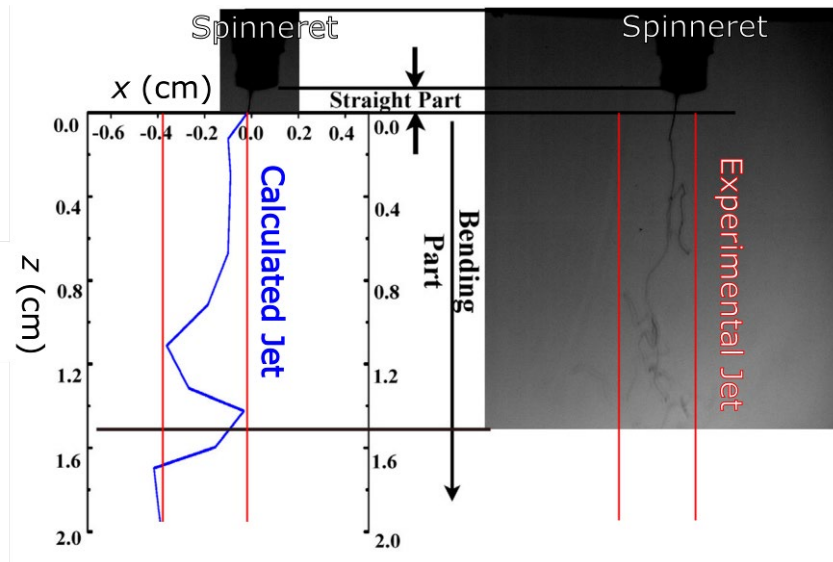 Spinneret
Spinneret
x (cm)
Straight Part
0.0 -0.6 -0.4 -0.2 0.0 0.2 0.4 0.0
0.4 0.4
0.8 0.8
1.2 1.2
1.6 1.6
2.0 2.0
z (cm)
Calculated Jet
Bending
Part
Experimental Jet